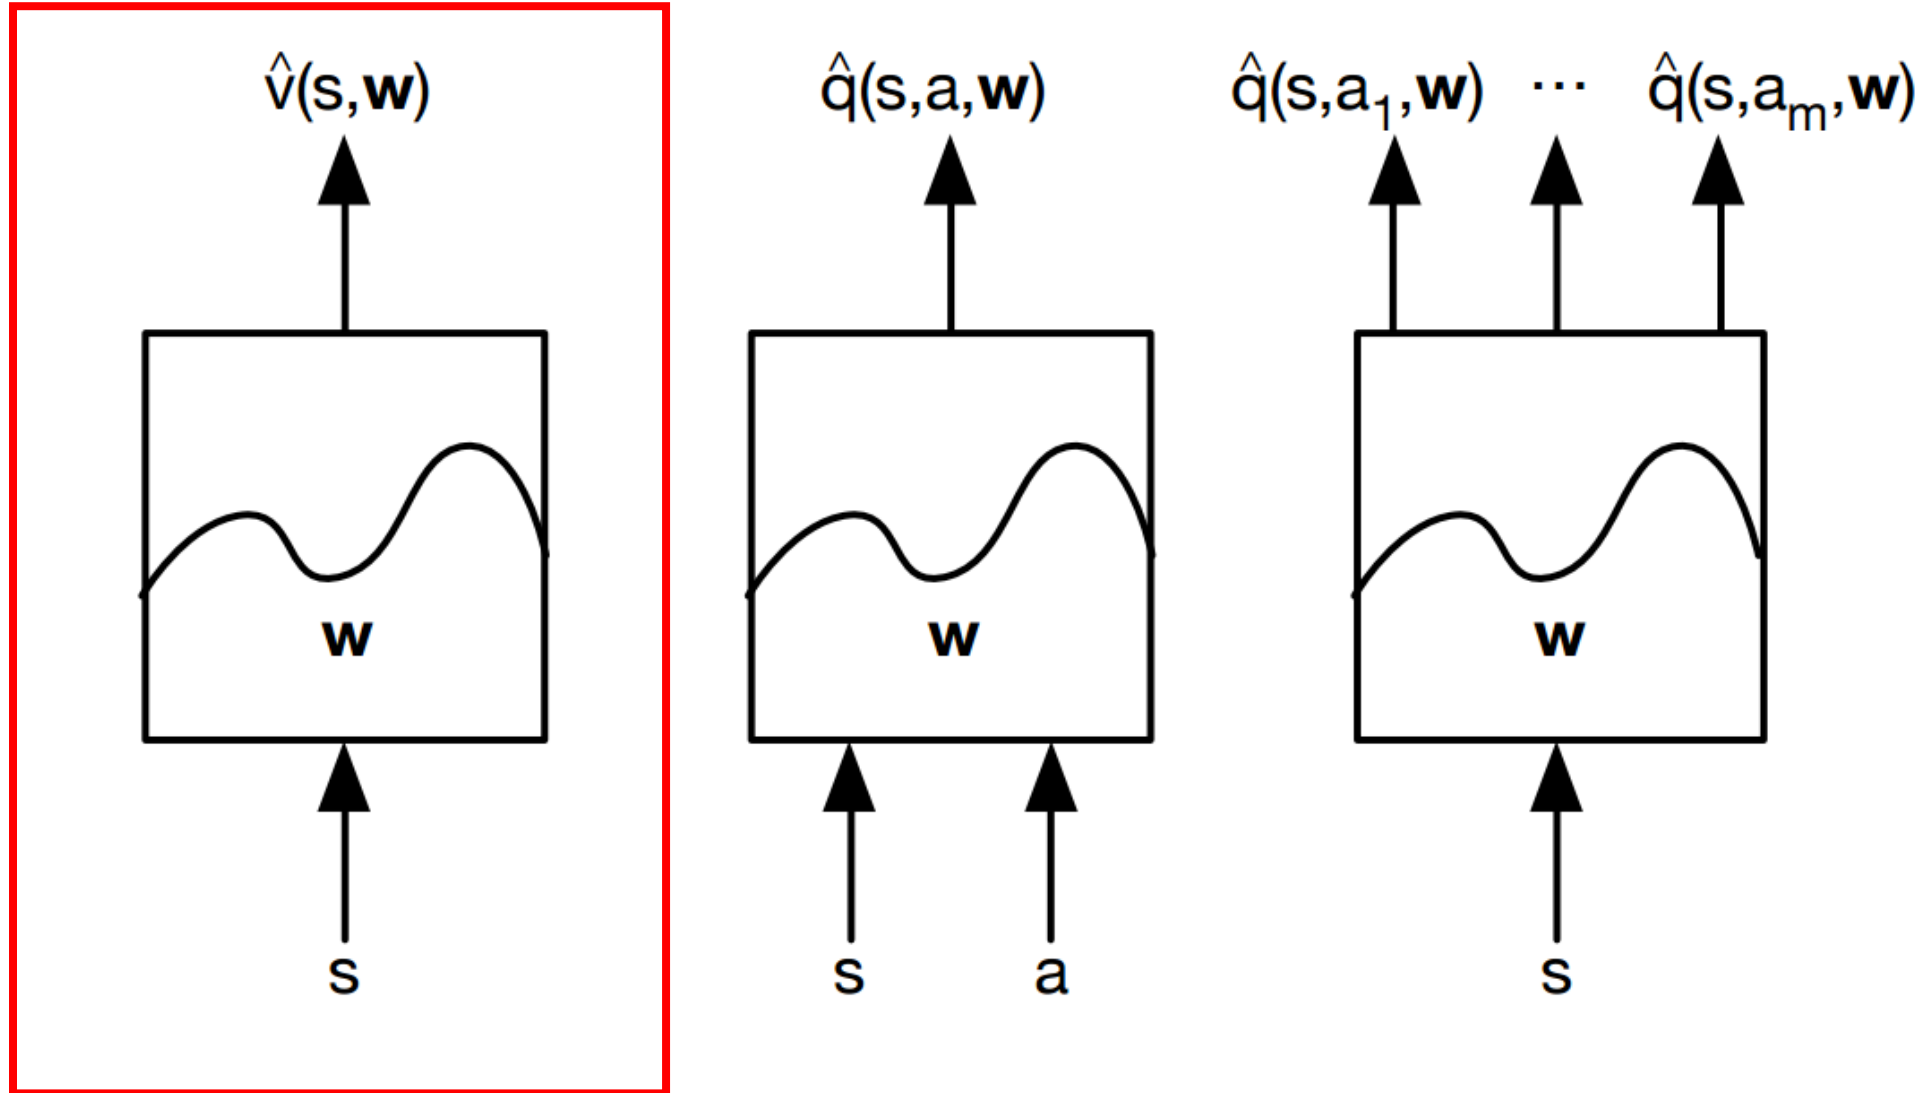 v̂(s,w)
q̂(s,a,w)
q̂(s,a₁,w) ··· q̂(s,aₘ,w)
w
w
w
s
s a
s